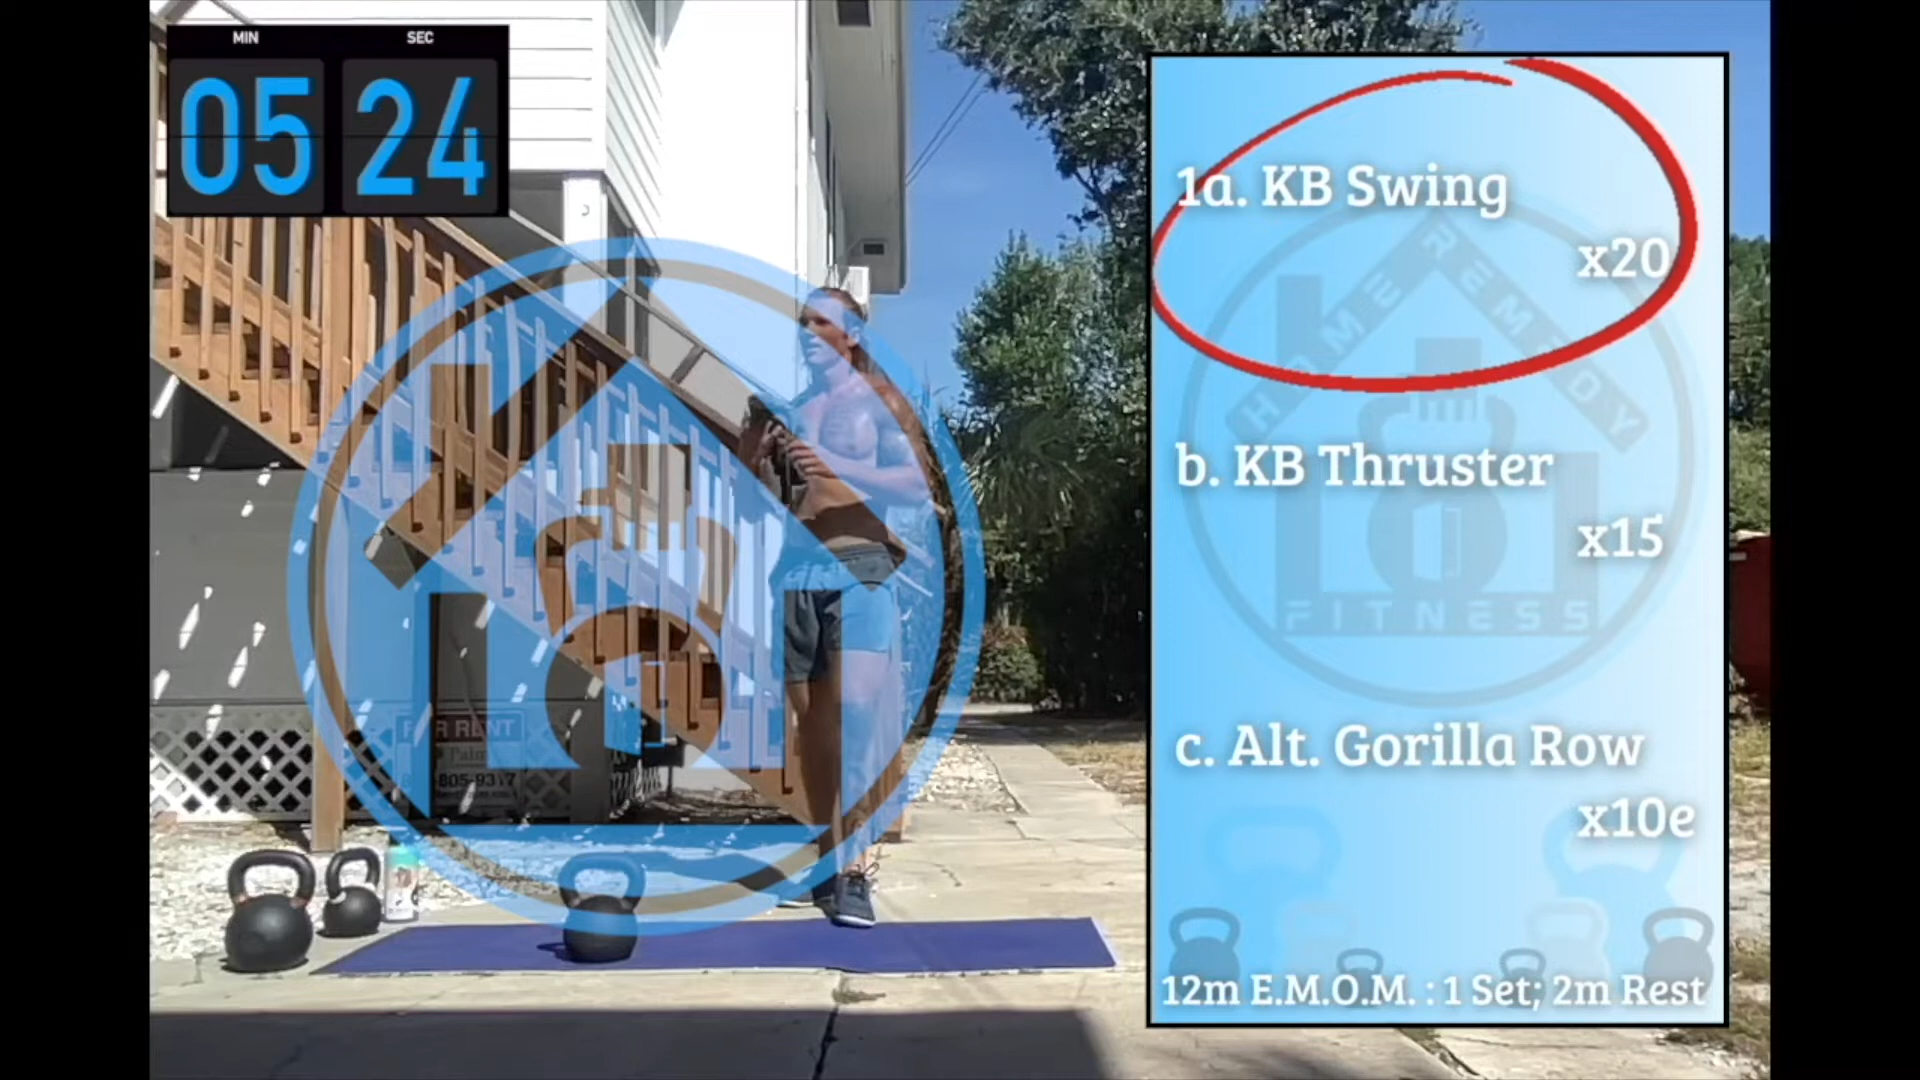 MIN SEC
05 24
1a. KB Swing
x20
HOME REMEDY
b. KB Thruster
x15
FITNESS
c. Alt. Gorilla Row
x10e
12m E.M.O.M. : 1 Set; 2m Rest
RENT
805-9317